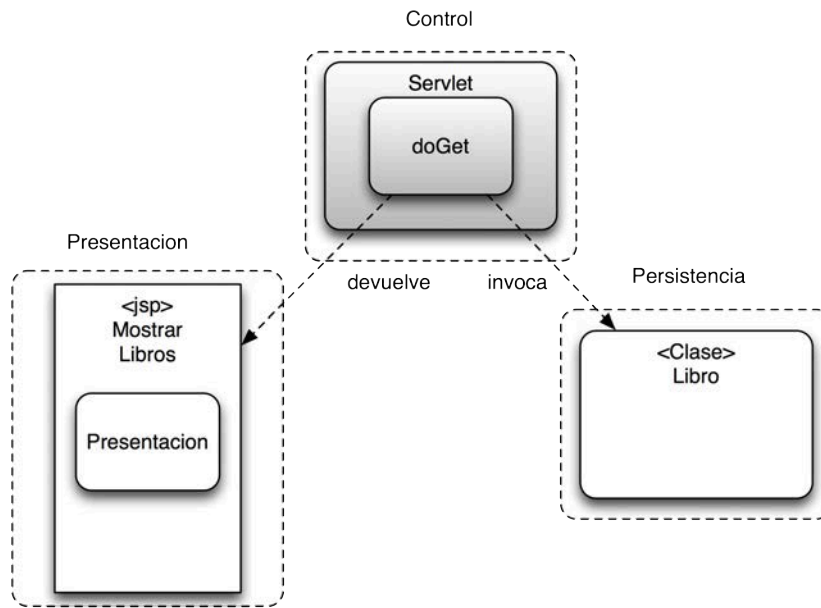 Control
Servlet
doGet
Presentacion
devuelve
invoca
Persistencia
<jsp>
Mostrar
Libros
Presentacion
<Clase>
Libro